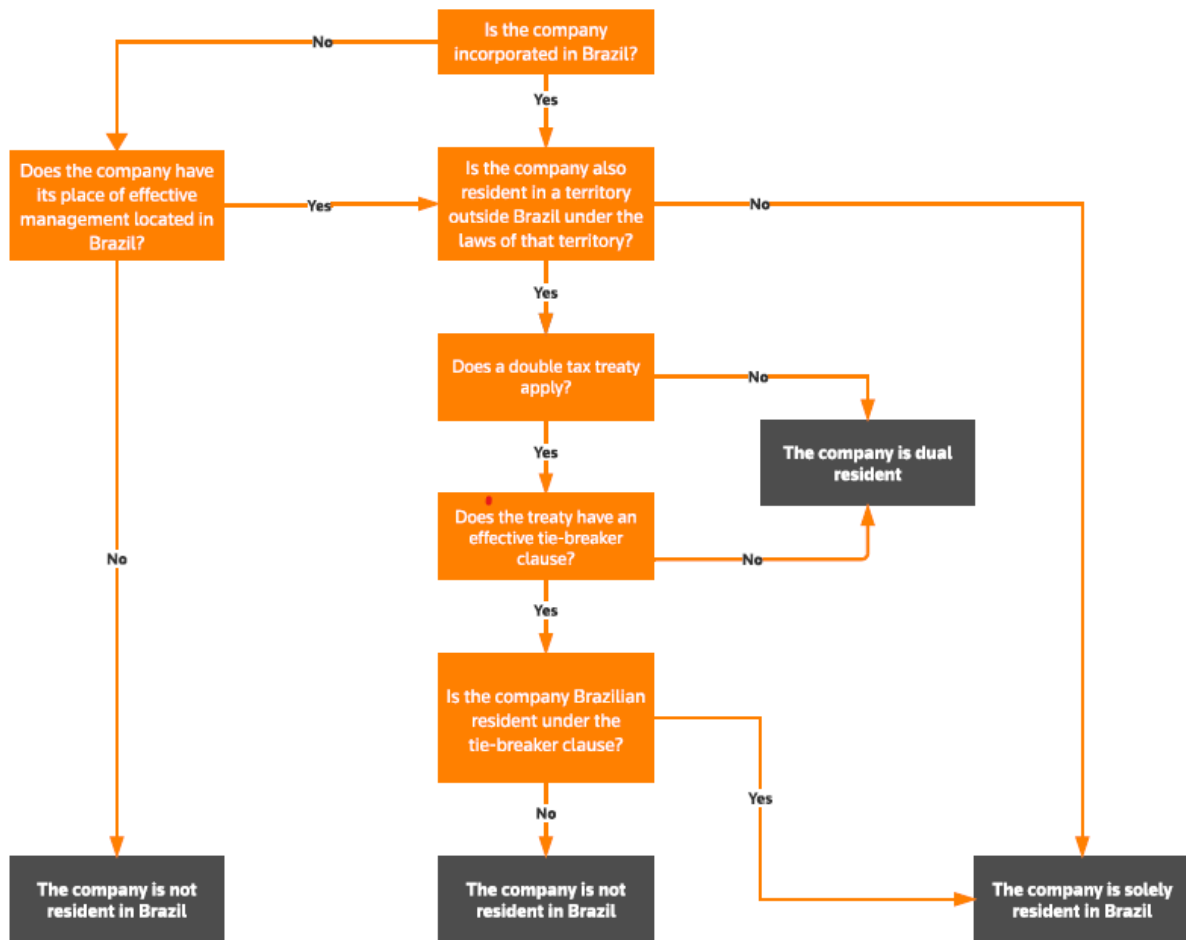 Is the company
incorporated in Brazil?
No
Yes
Does the company have
its place of effective
management located in
Brazil?
Yes
Is the company also
resident in a territory
outside Brazil under the
laws of that territory?
No
Yes
Does a double tax treaty
apply?
No
The company is dual
resident
Yes
Does the treaty have an
effective tie-breaker
clause?
No
No
Yes
Is the company Brazilian
resident under the
tie-breaker clause?
Yes
No
The company is not
resident in Brazil
The company is not
resident in Brazil
The company is solely
resident in Brazil